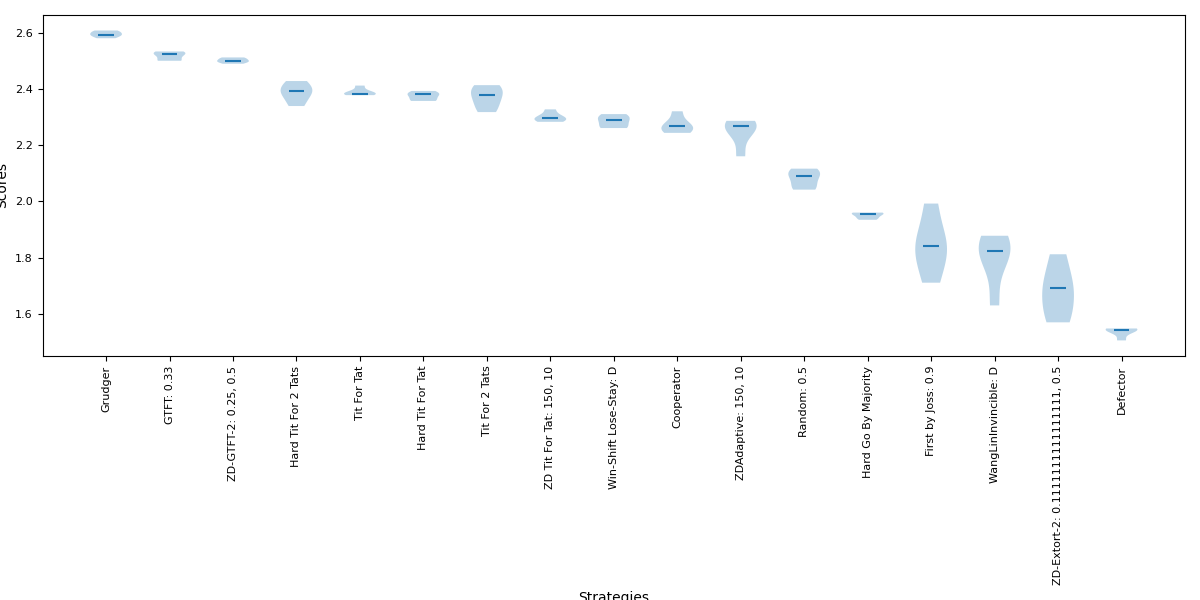 2.6
2.4
2.2
2.0
1.8
1.6
Scores
Grudger
GTFT: 0.33
ZD-GTFT-2: 0.25, 0.5
Hard Tit For 2 Tats
Tit For Tat
Hard Tit For Tat
Tit For 2 Tats
ZD Tit For Tat: 150, 10
Win-Shift Lose-Stay: D
Cooperator
ZDAdaptive: 150, 10
Random: 0.5
Hard Go By Majority
First by Joss: 0.9
WangLinInvincible: D
ZD-Extort-2: 0.1111111111111111, 0.5
Defector
Strategies